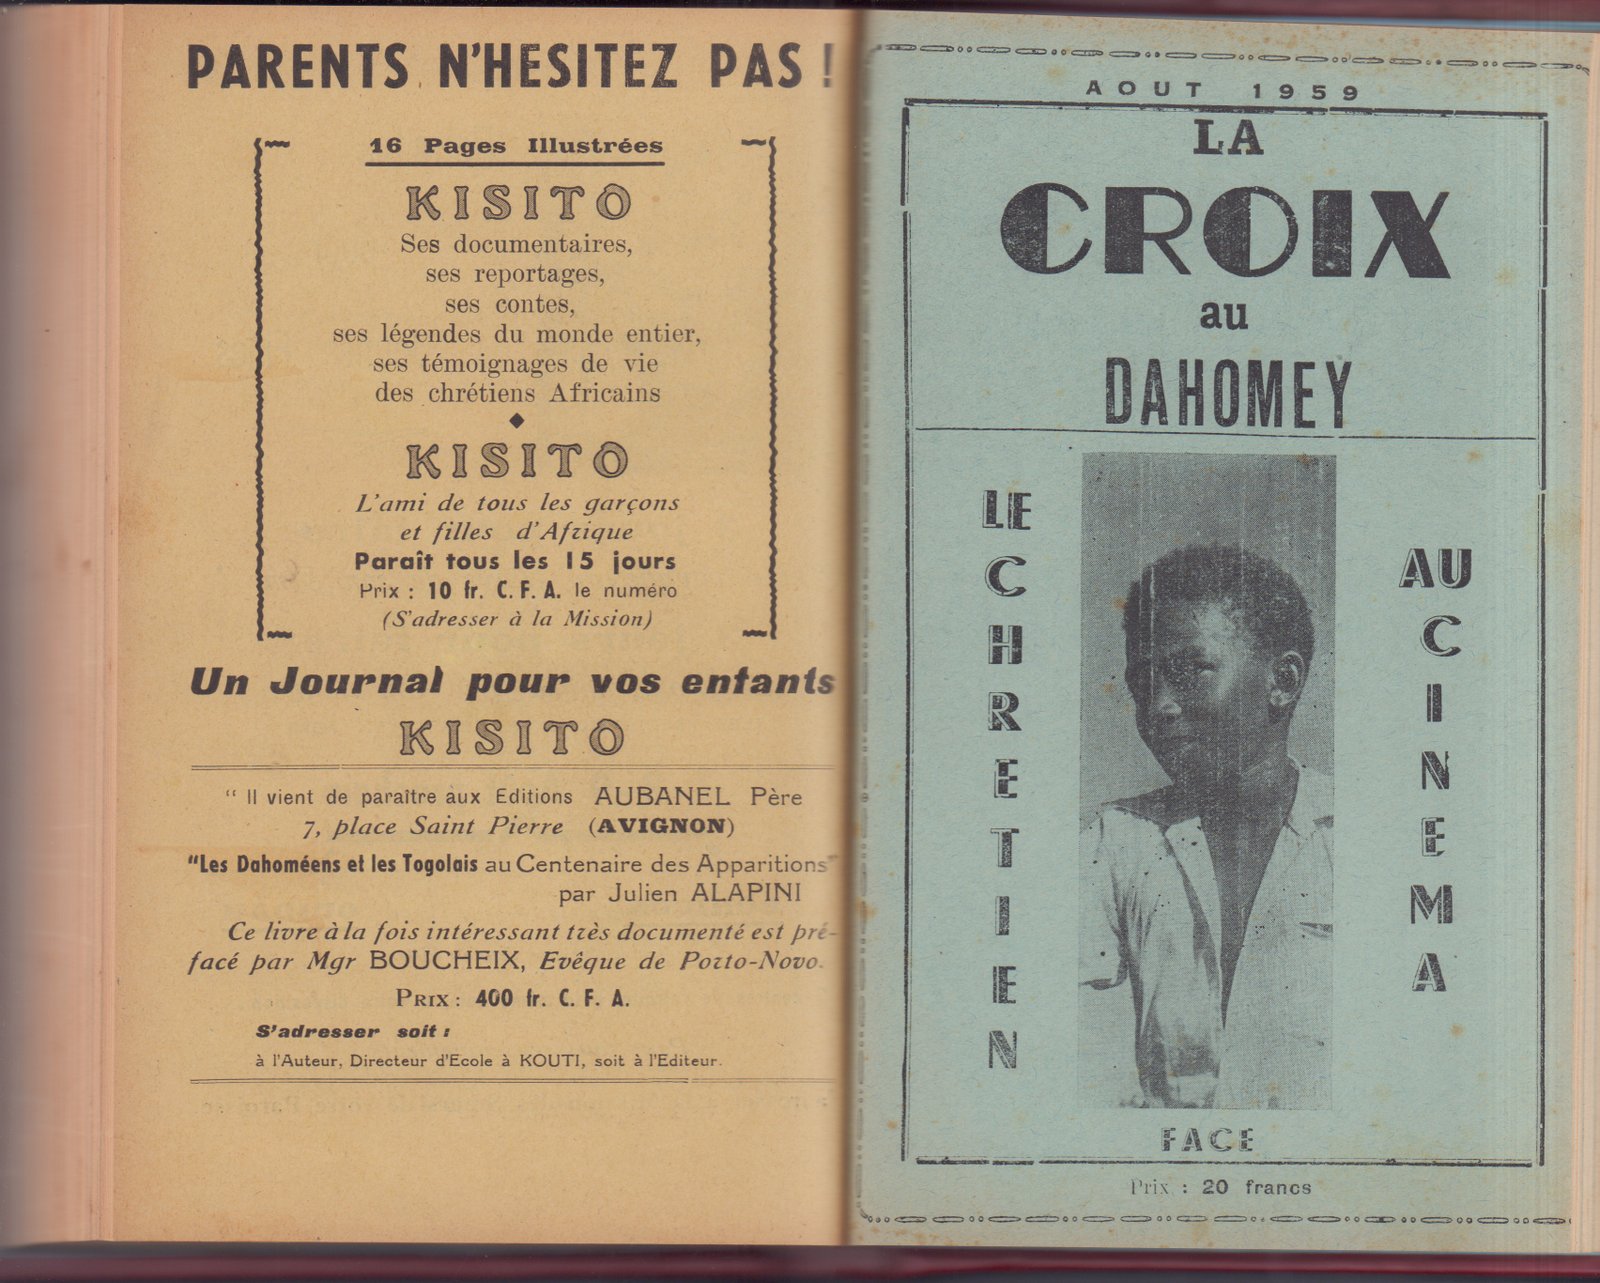 PARENTS N'HESITEZ PAS !
16 Pages Illustrées
KISITO
Ses documentaires,
ses reportages,
ses contes,
ses légendes du monde entier,
ses témoignages de vie
des chrétiens Africains
KISITO
L'ami de tous les garçons
et filles d'Afrique
Paraît tous les 15 jours
Prix : 10 fr. C. F. A. le numéro
(S'adresser à la Mission)
Un Journal pour vos enfants
KISITO
“ Il vient de paraître aux Editions AUBANEL Père
7, place Saint Pierre (AVIGNON)
"Les Dahoméens et les Togolais au Centenaire des Apparitions"
par Julien ALAPINI
Ce livre à la fois intéressant très documenté est pré-
facé par Mgr BOUCHEIX, Evêque de Porto-Novo.
PRIX : 400 fr. C. F. A.
S'adresser soit :
à l'Auteur, Directeur d'Ecole à KOUTI, soit à l'Editeur.
AOUT 1959
LA
CROIX
au
DAHOMEY
LE
CHRETIEN
FACE
AU
CINEMA
Prix : 20 francs